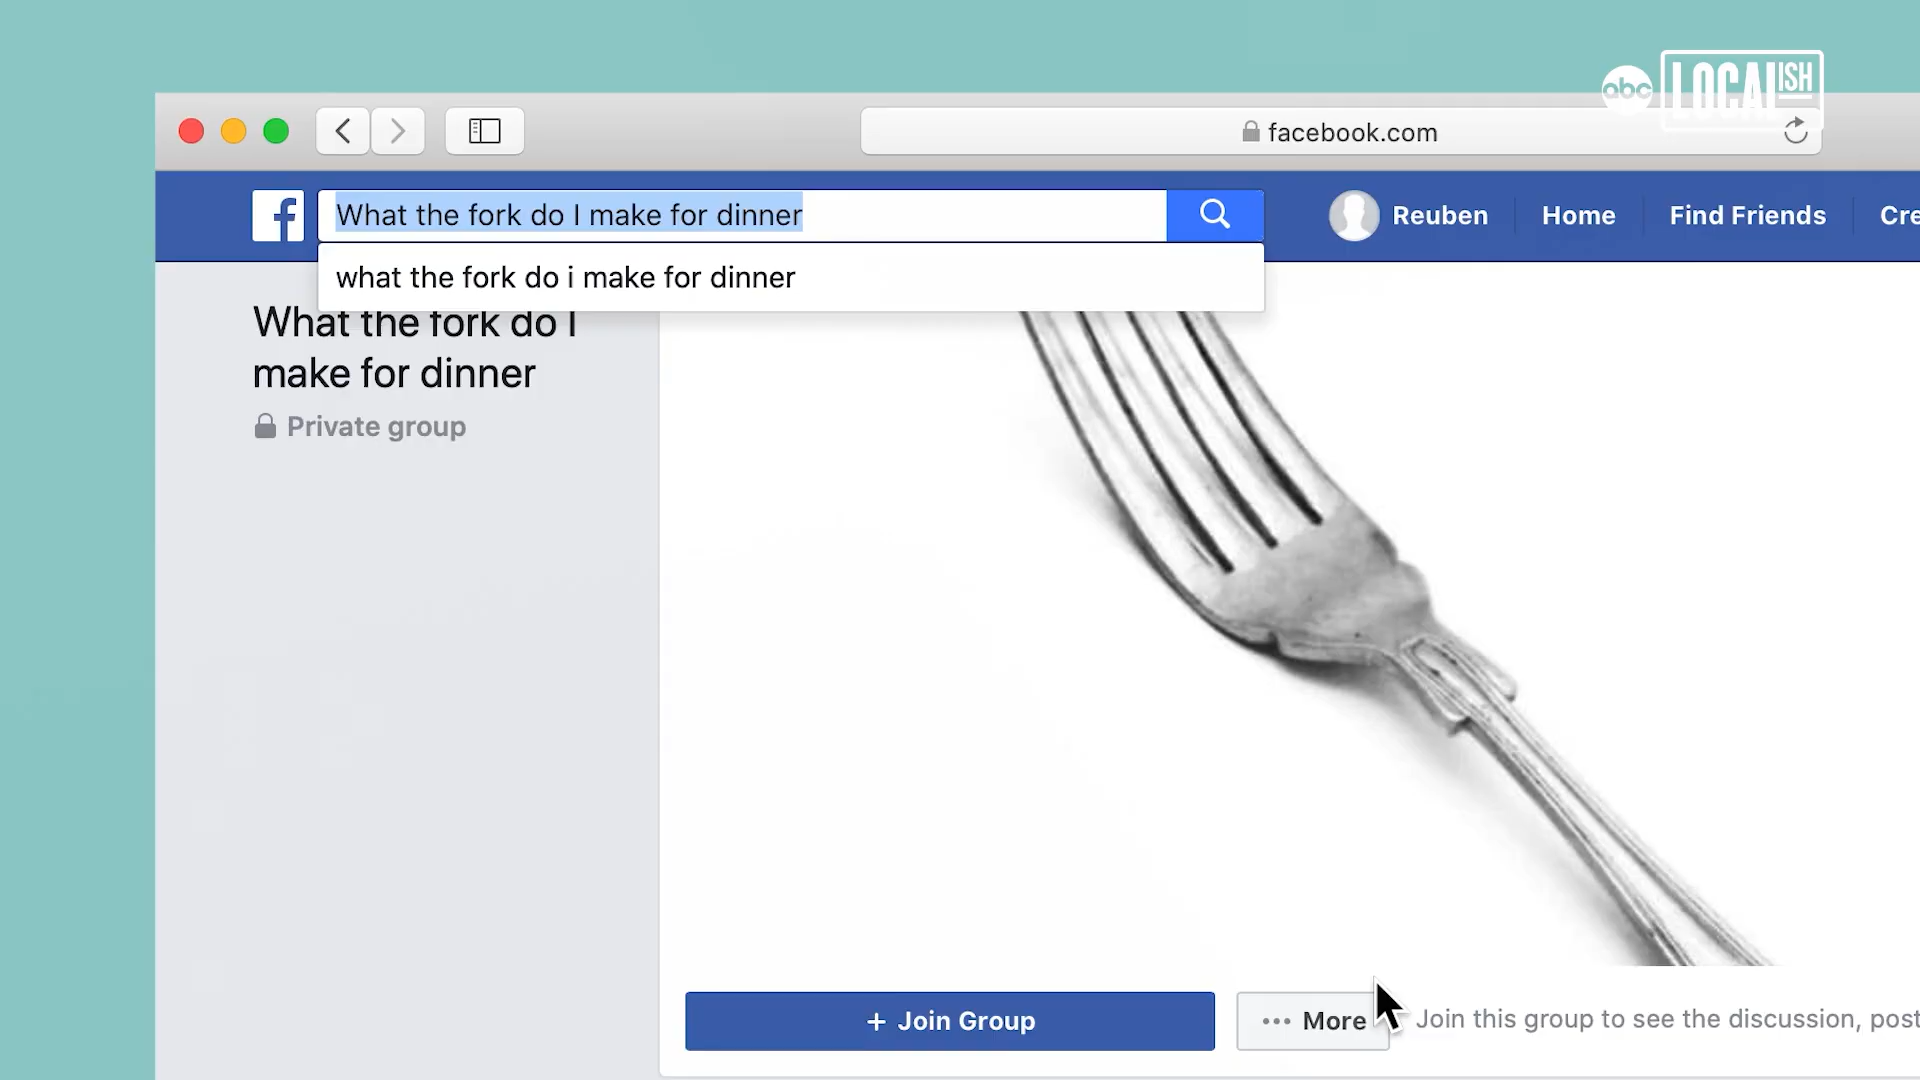 abc LOCALISH
facebook.com
f What the fork do I make for dinner
Reuben Home Find Friends
what the fork do i make for dinner
What the fork do I
make for dinner
Private group
+ Join Group
More
Join this group to see the discussion, post